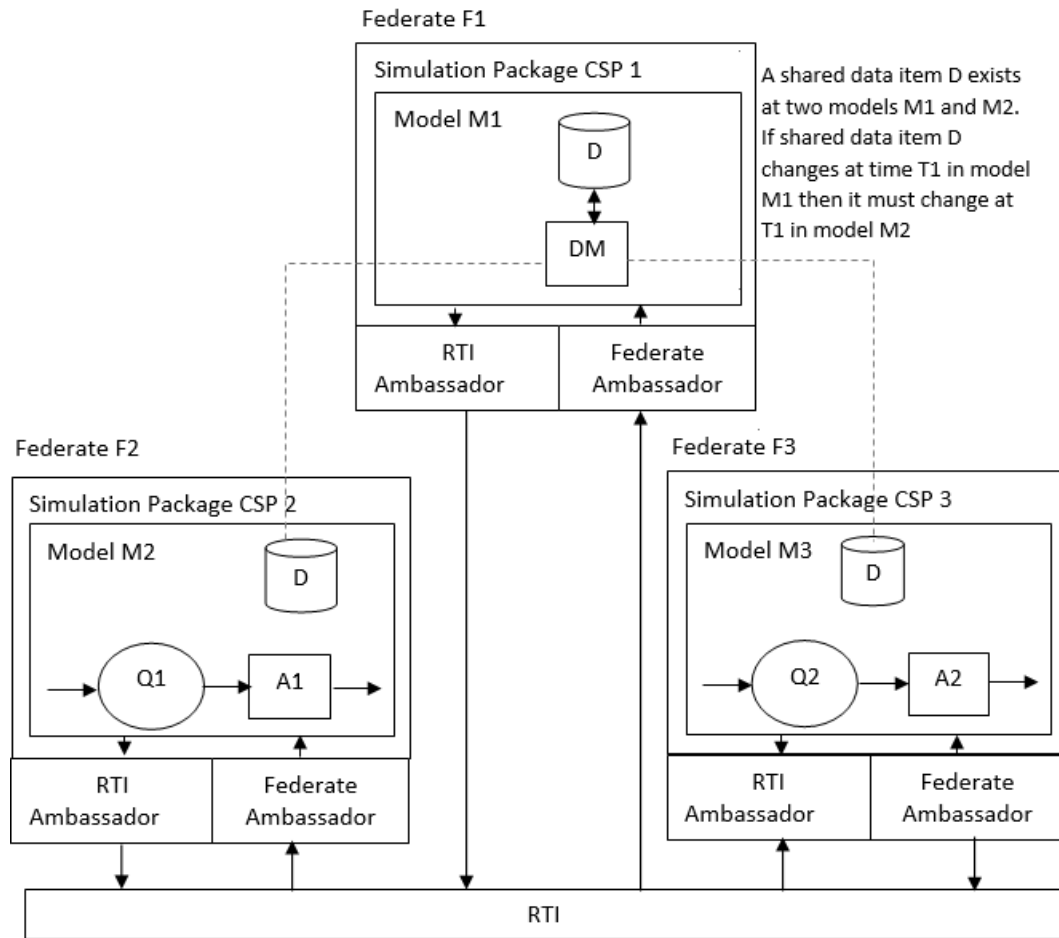 Federate F1
Simulation Package CSP 1
Model M1
D
DM
A shared data item D exists
at two models M1 and M2.
If shared data item D
changes at time T1 in model
M1 then it must change at
T1 in model M2
RTI
Ambassador
Federate
Ambassador
Federate F2
Simulation Package CSP 2
Model M2
D
Q1
A1
RTI
Ambassador
Federate
Ambassador
Federate F3
Simulation Package CSP 3
Model M3
D
Q2
A2
RTI
Ambassador
Federate
Ambassador
RTI